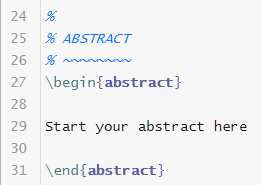 24 %
25 % ABSTRACT
26 % ~~~~~~~~
27 \begin{abstract}
28
29 Start your abstract here
30
31 \end{abstract}